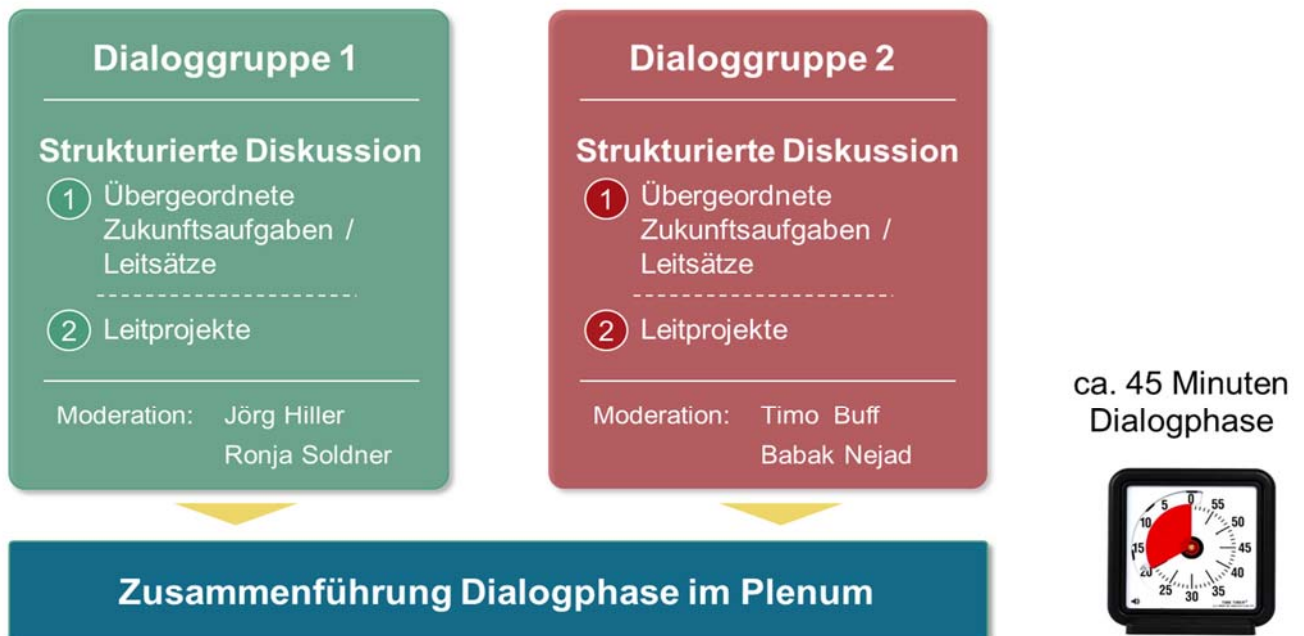 Dialoggruppe 1
Strukturierte Diskussion
1 Übergeordnete
Zukunftsaufgaben /
Leitsätze
2 Leitprojekte
Moderation: Jörg Hiller
Ronja Soldner
Dialoggruppe 2
Strukturierte Diskussion
1 Übergeordnete
Zukunftsaufgaben /
Leitsätze
2 Leitprojekte
Moderation: Timo Buff
Babak Nejad
ca. 45 Minuten
Dialogphase
0
5
10
15
20
25
30
35
40
45
50
55
Zusammenführung Dialogphase im Plenum